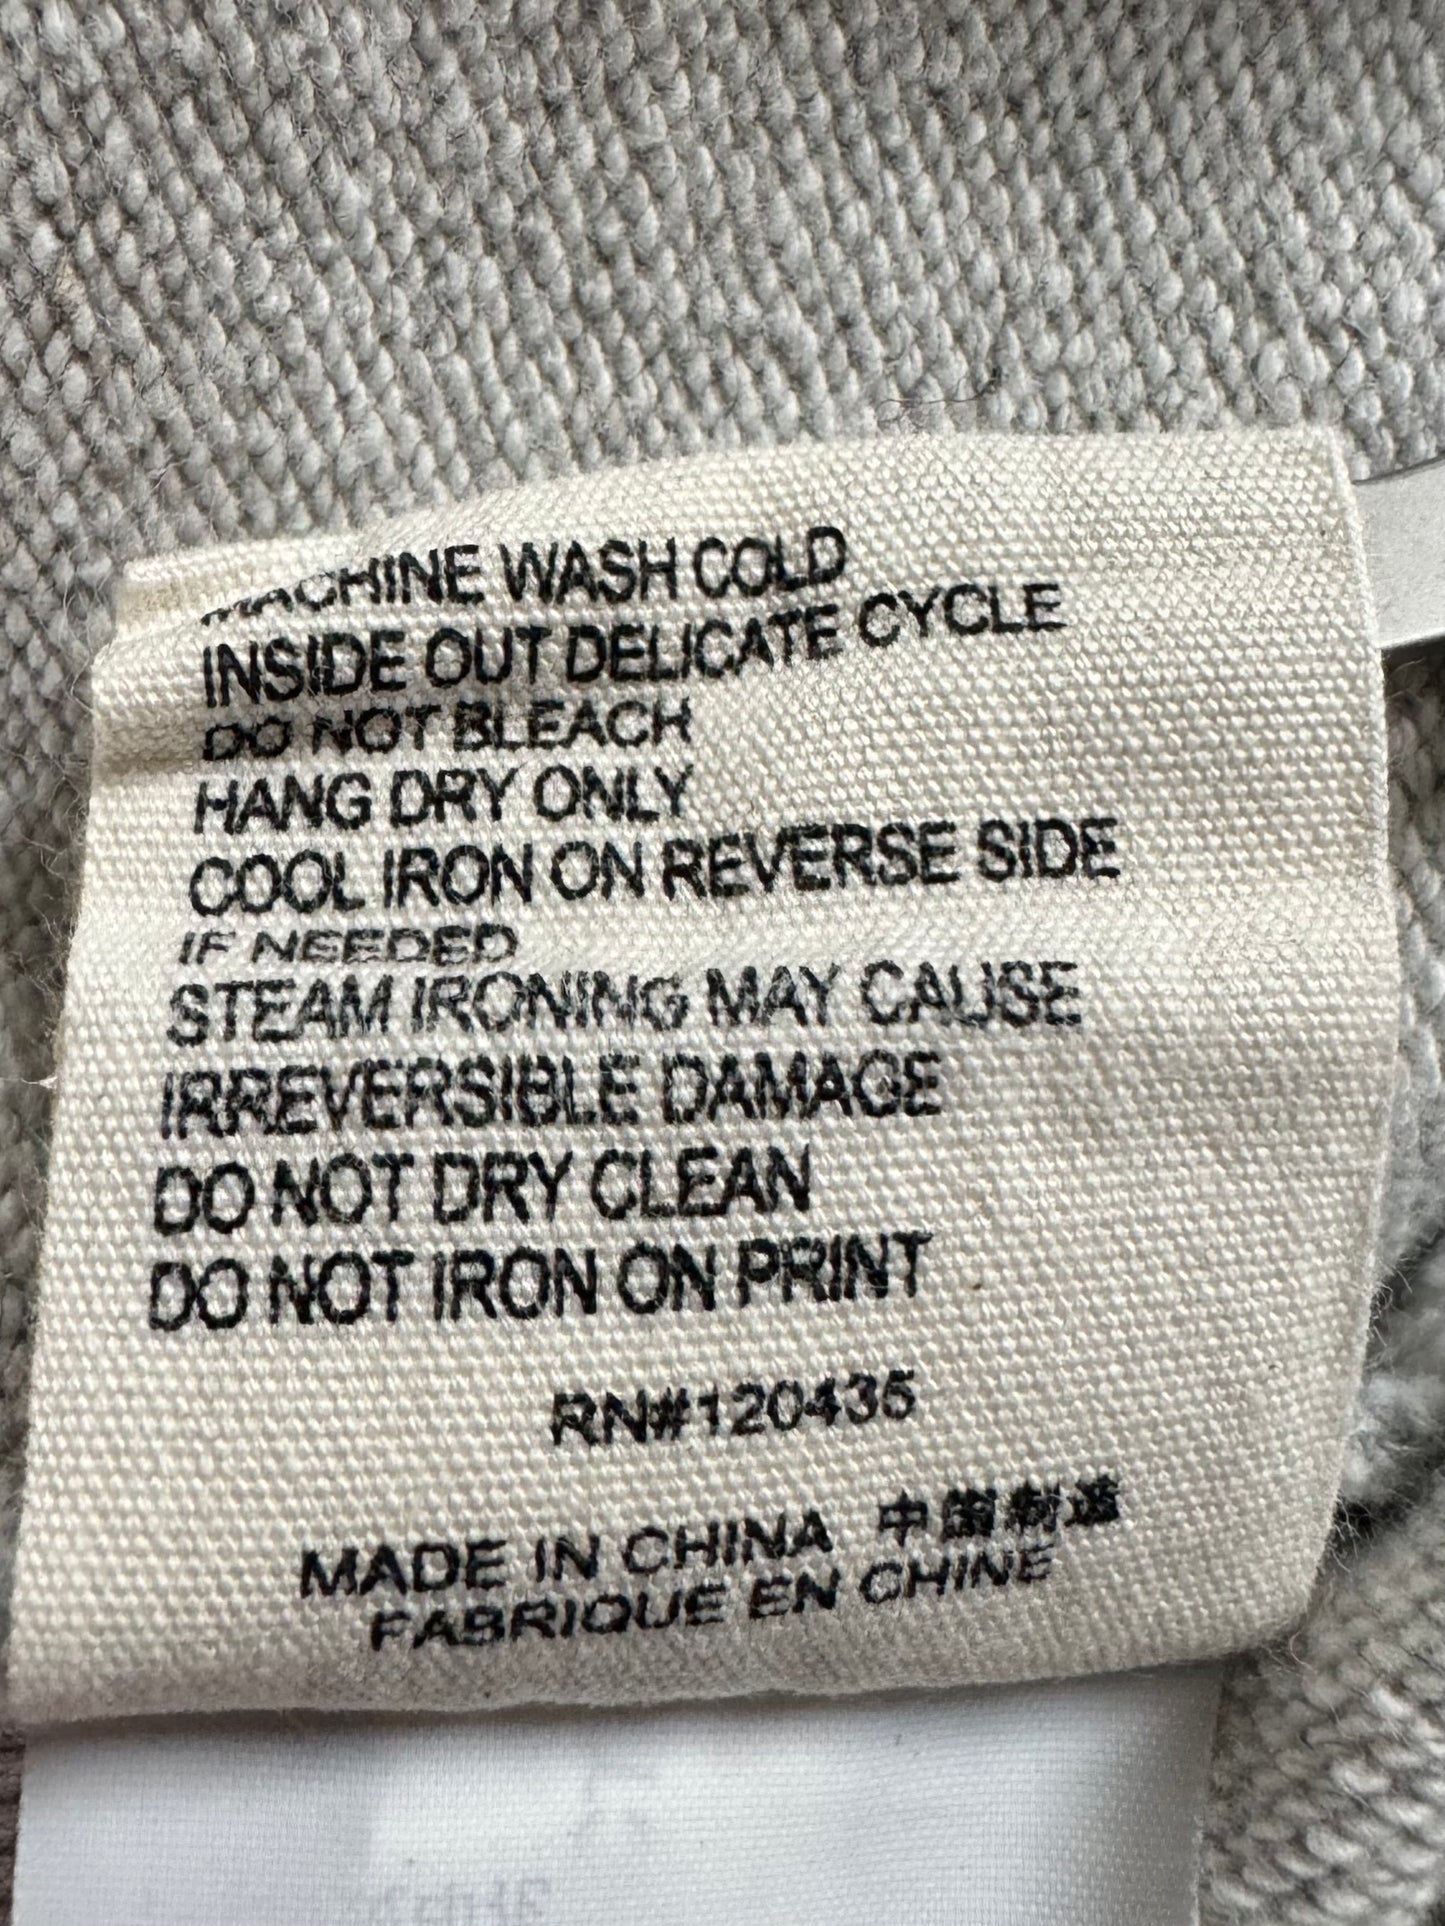 MACHINE WASH COLD
INSIDE OUT DELICATE CYCLE
DO NOT BLEACH
HANG DRY ONLY
COOL IRON ON REVERSE SIDE
IF NEEDED
STEAM IRONING MAY CAUSE
IRREVERSIBLE DAMAGE
DO NOT DRY CLEAN
DO NOT IRON ON PRINT
RN#120435
MADE IN CHINA 中国制造
FABRIQUE EN CHINE